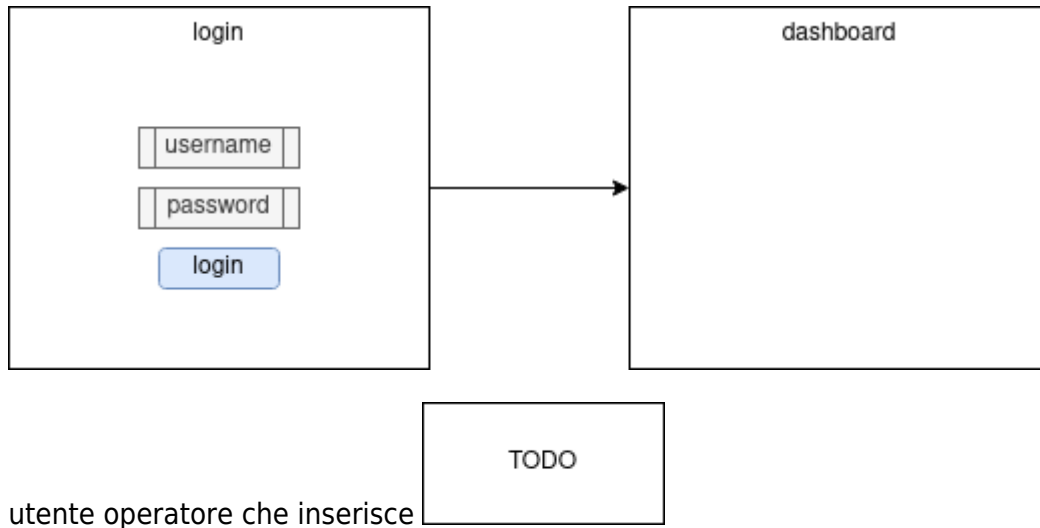 login
dashboard
username
password
login
TODO
utente operatore che inserisce